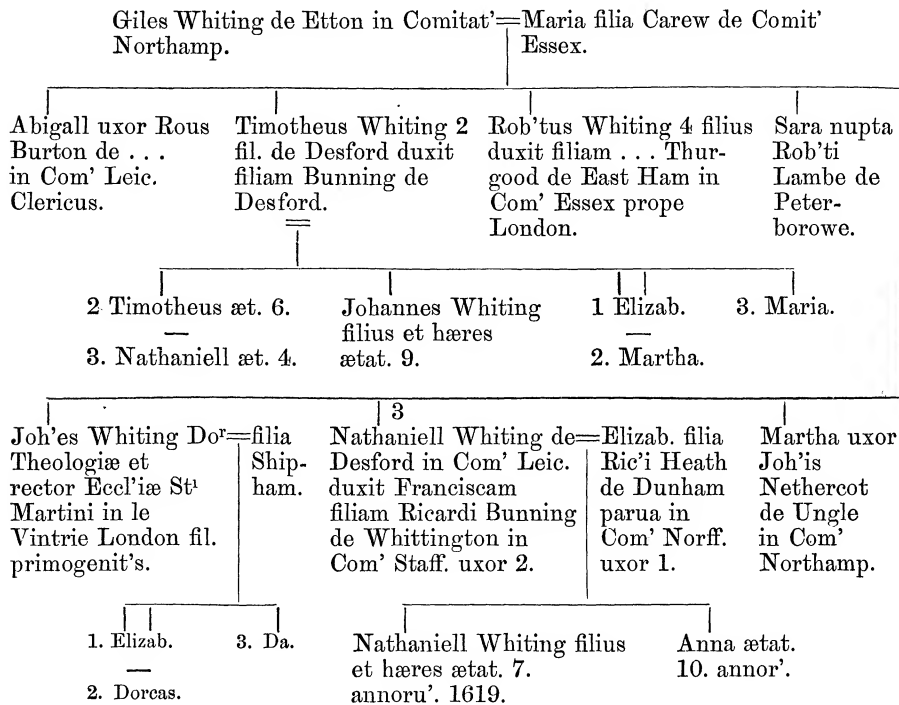 Giles Whiting de Etton in Comitat'
Northamp.
Maria filia Carew de Comit'
Essex.
Abigall uxor Rous
Burton de . . .
in Com' Leic.
Clericus.
Timotheus Whiting 2
fil. de Desford duxit
filiam Bunning de
Desford.
Rob'tus Whiting 4 filius
duxit filiam . . . Thur-
good de East Ham in
Com' Essex prope
London.
Sara nupta
Rob'ti
Lambe de
Peter-
borowe.
2 Timotheus æt. 6.
3. Nathaniell æt. 4.
Johannes Whiting
filius et hæres
ætat. 9.
1 Elizab.
2. Martha.
3. Maria.
Joh'es Whiting Doʳ
Theologiæ et
rector Eccl'iæ St¹
Martini in le
Vintrie London fil.
primogenit's.
filia
Ship-
ham.
3
Nathaniell Whiting de
Desford in Com' Leic.
duxit Franciscam
filiam Ricardi Bunning
de Whittington in
Com' Staff. uxor 2.
Elizab. filia
Ric'i Heath
de Dunham
parua in
Com' Norff.
uxor 1.
Martha uxor
Joh'is
Nethercot
de Ungle
in Com'
Northamp.
1. Elizab.
2. Dorcas.
3. Da.
Nathaniell Whiting filius
et hæres ætat. 7.
annoru'. 1619.
Anna ætat.
10. annor'.